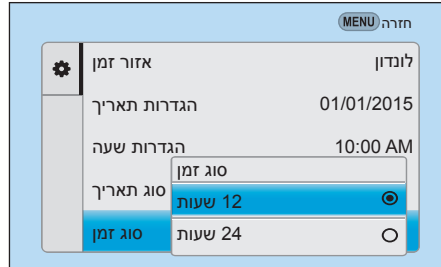 חזרה MENU
אזור זמן לונדון
הגדרות תאריך 01/01/2015
הגדרות שעה 10:00 AM
סוג זמן
סוג תאריך
12 שעות
סוג זמן
24 שעות